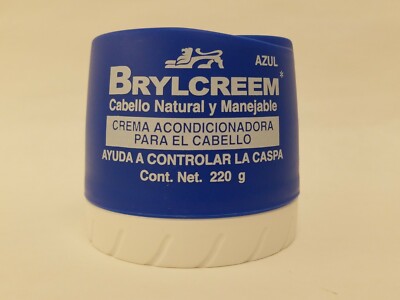 AZUL
BRYLCREEM®
Cabello Natural y Manejable
CREMA ACONDICIONADORA
PARA EL CABELLO
AYUDA A CONTROLAR LA CASPA
Cont. Net. 220 g